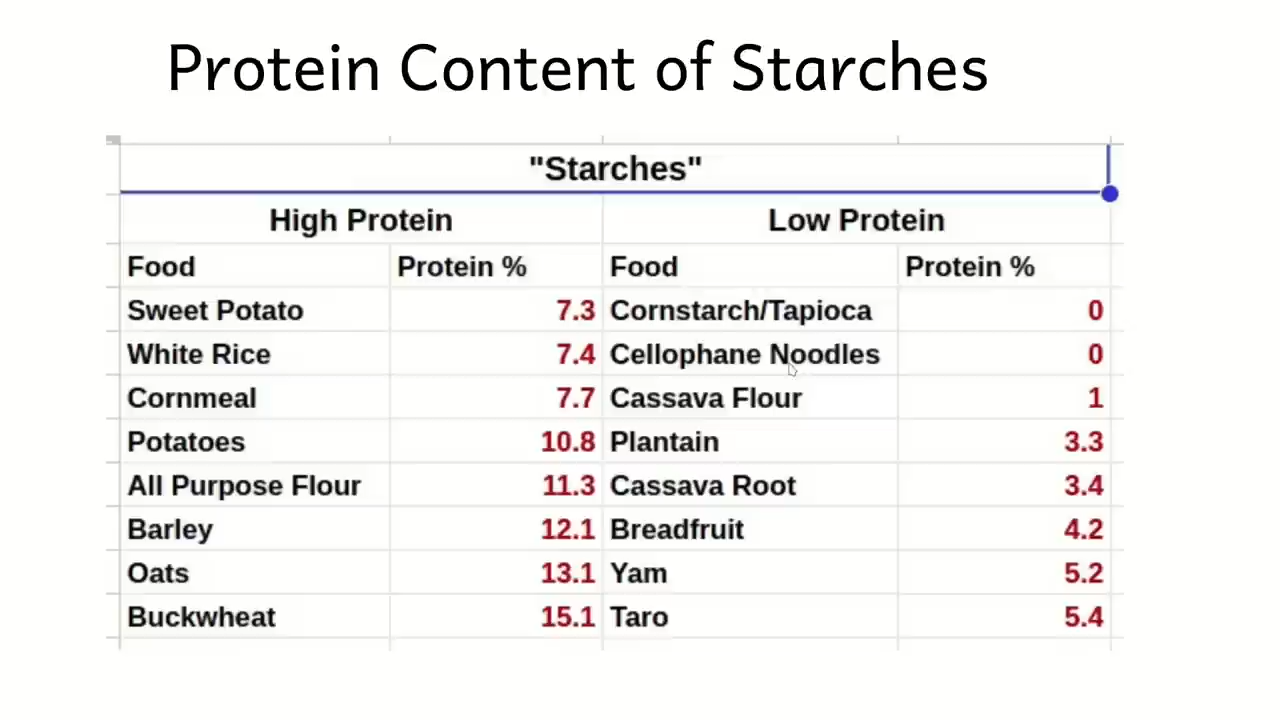 Protein Content of Starches
"Starches"
High Protein Low Protein
Food Protein % Food Protein %
Sweet Potato 7.3 Cornstarch/Tapioca 0
White Rice 7.4 Cellophane Noodles 0
Cornmeal 7.7 Cassava Flour 1
Potatoes 10.8 Plantain 3.3
All Purpose Flour 11.3 Cassava Root 3.4
Barley 12.1 Breadfruit 4.2
Oats 13.1 Yam 5.2
Buckwheat 15.1 Taro 5.4